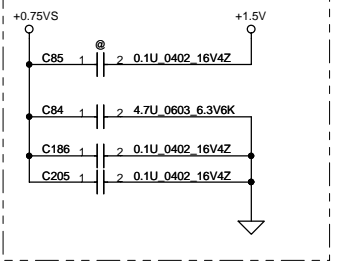 +0.75VS +1.5V
@
C85 1 2 0.1U_0402_16V4Z
C84 1 2 4.7U_0603_6.3V6K
C186 1 2 0.1U_0402_16V4Z
C205 1 2 0.1U_0402_16V4Z